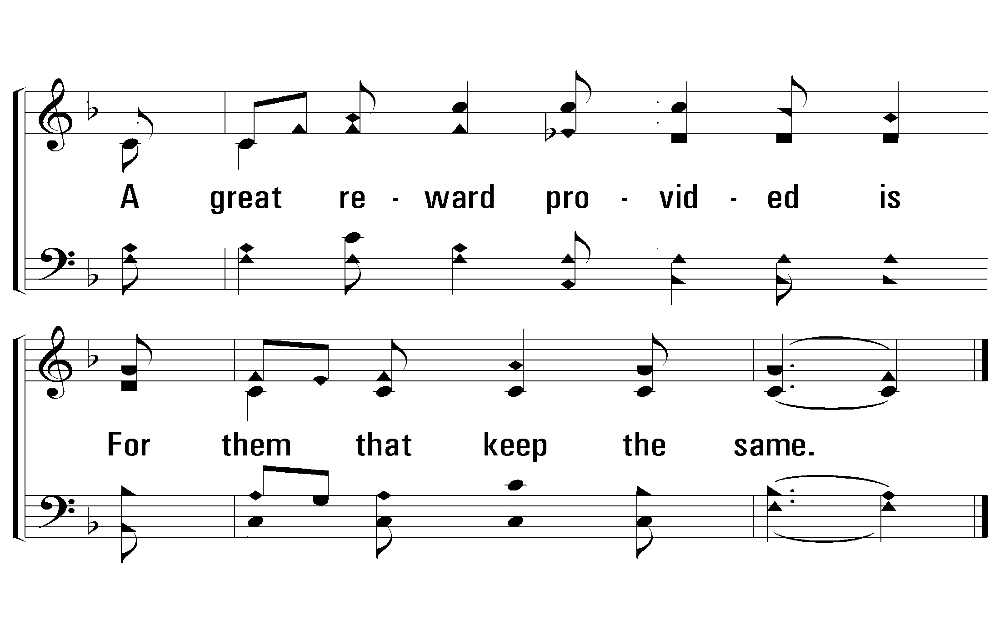 A great re - ward pro - vid - ed is
For them that keep the same.